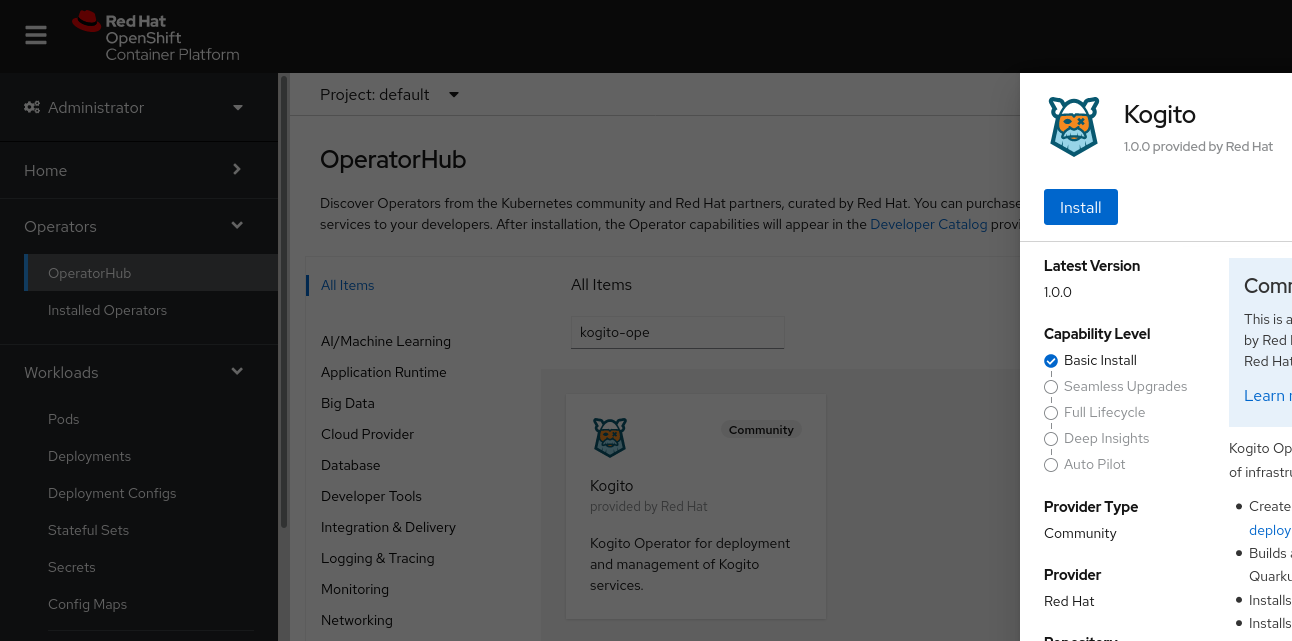 Red Hat
OpenShift
Container Platform
Administrator
Home
Operators
OperatorHub
Installed Operators
Workloads
Pods
Deployments
Deployment Configs
Stateful Sets
Secrets
Config Maps
Project: default
OperatorHub
Discover Operators from the Kubernetes community and Red Hat partners, curated by Red Hat. You can purchase
services to your developers. After installation, the Operator capabilities will appear in the Developer Catalog provi
All Items
AI/Machine Learning
Application Runtime
Big Data
Cloud Provider
Database
Developer Tools
Integration & Delivery
Logging & Tracing
Monitoring
Networking
All Items
kogito-ope
Community
Kogito
provided by Red Hat
Kogito Operator for deployment
and management of Kogito
services.
Kogito
1.0.0 provided by Red Hat
Install
Latest Version
1.0.0
Capability Level
Basic Install
Seamless Upgrades
Full Lifecycle
Deep Insights
Auto Pilot
Provider Type
Community
Provider
Red Hat
This is a
by Red
Red Hat
Learn
Kogito Op
of infrastru
Create
deploy
Builds
Quarku
Installs
Installs